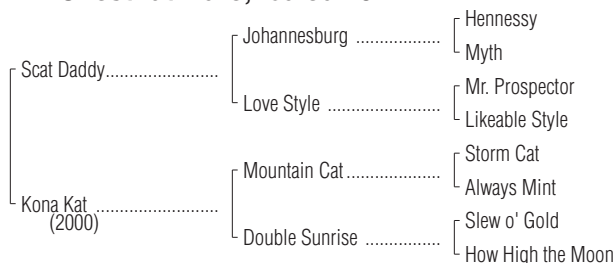 Hennessy
Johannesburg ...................
Myth
Scat Daddy.........................
Mr. Prospector
Love Style .........................
Likeable Style
Storm Cat
Mountain Cat.....................
Always Mint
Kona Kat ...........................
(2000)
Slew o' Gold
Double Sunrise .................
How High the Moon